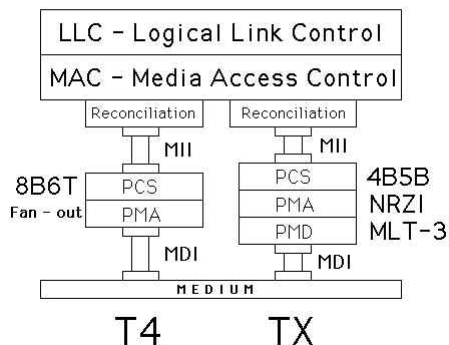 LLC - Logical Link Control
MAC - Media Access Control
Reconciliation Reconciliation
MII MII
8B6T PCS PCS 4B5B
Fan - out PMA PMA NRZI
PMD MLT-3
MDI MDI
MEDIUM
T4 TX